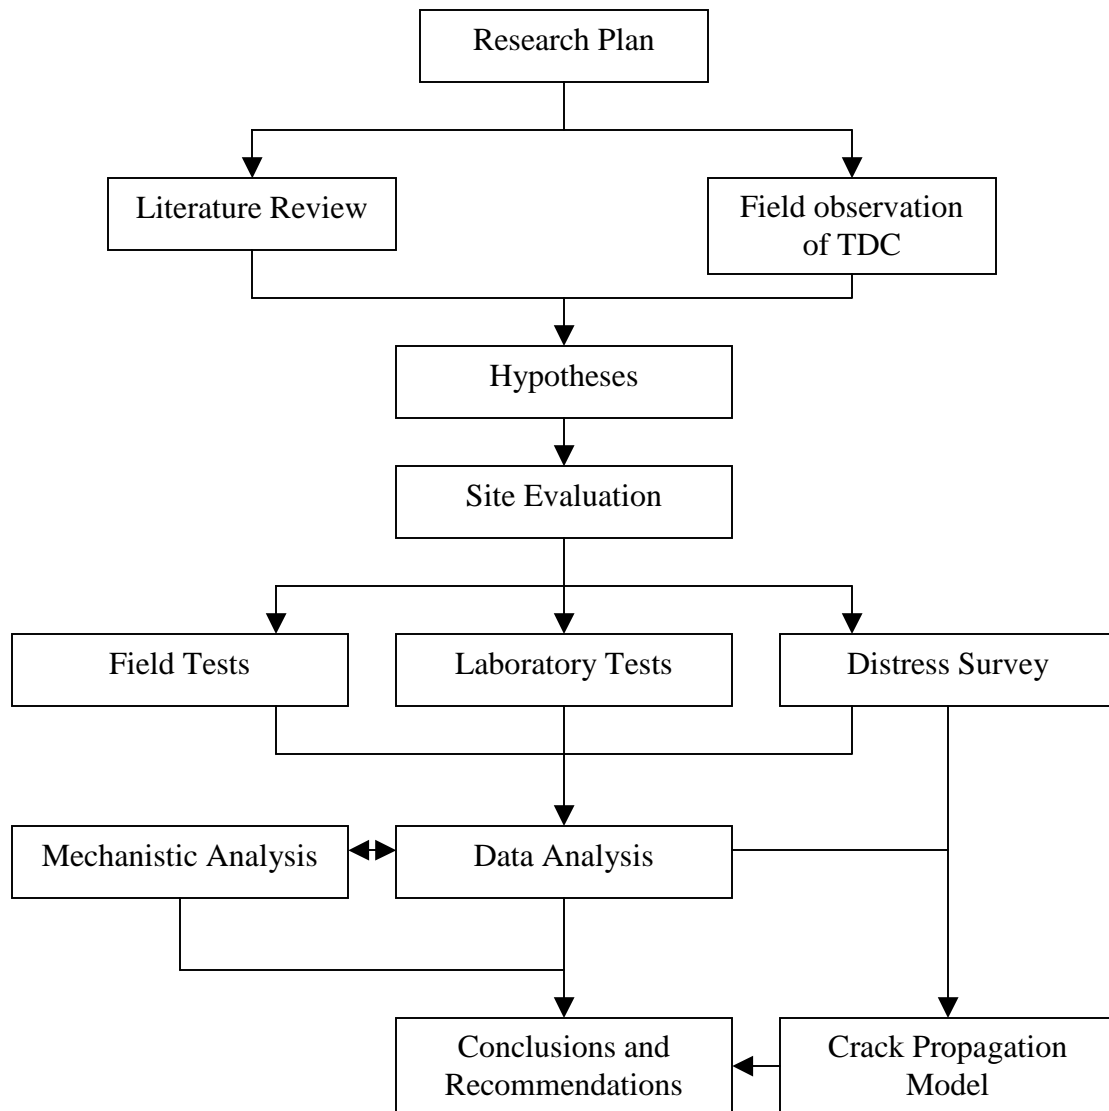 Research Plan
Literature Review
Field observation
of TDC
Hypotheses
Site Evaluation
Field Tests
Laboratory Tests
Distress Survey
Mechanistic Analysis
Data Analysis
Conclusions and
Recommendations
Crack Propagation
Model